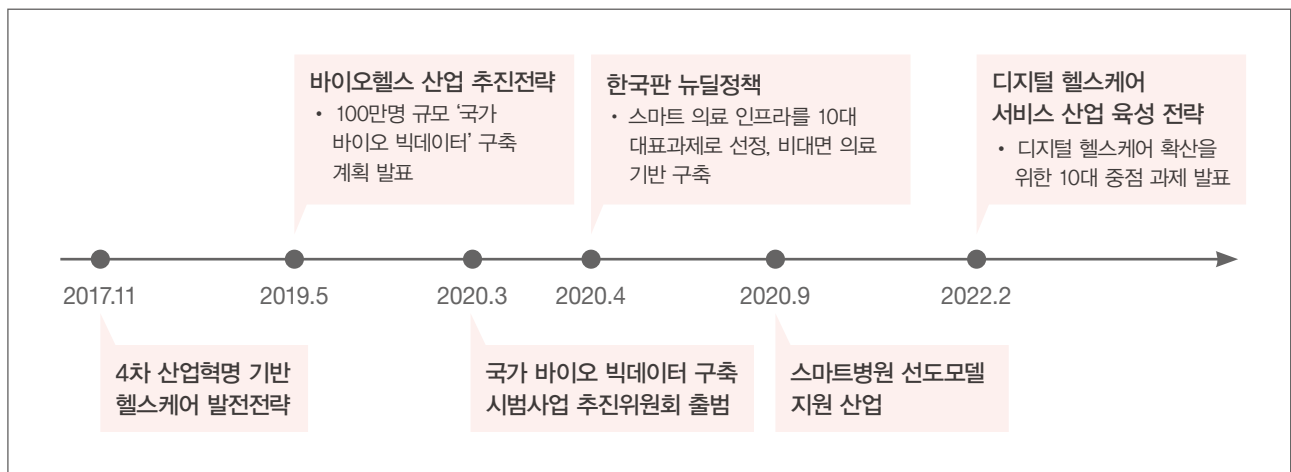 바이오헬스 산업 추진전략
• 100만명 규모 ‘국가
바이오 빅데이터’ 구축
계획 발표
한국판 뉴딜정책
• 스마트 의료 인프라를 10대
대표과제로 선정, 비대면 의료
기반 구축
디지털 헬스케어
서비스 산업 육성 전략
• 디지털 헬스케어 확산을
위한 10대 중점 과제 발표
2017.11
2019.5
2020.3
2020.4
2020.9
2022.2
4차 산업혁명 기반
헬스케어 발전전략
국가 바이오 빅데이터 구축
시범사업 추진위원회 출범
스마트병원 선도모델
지원 산업